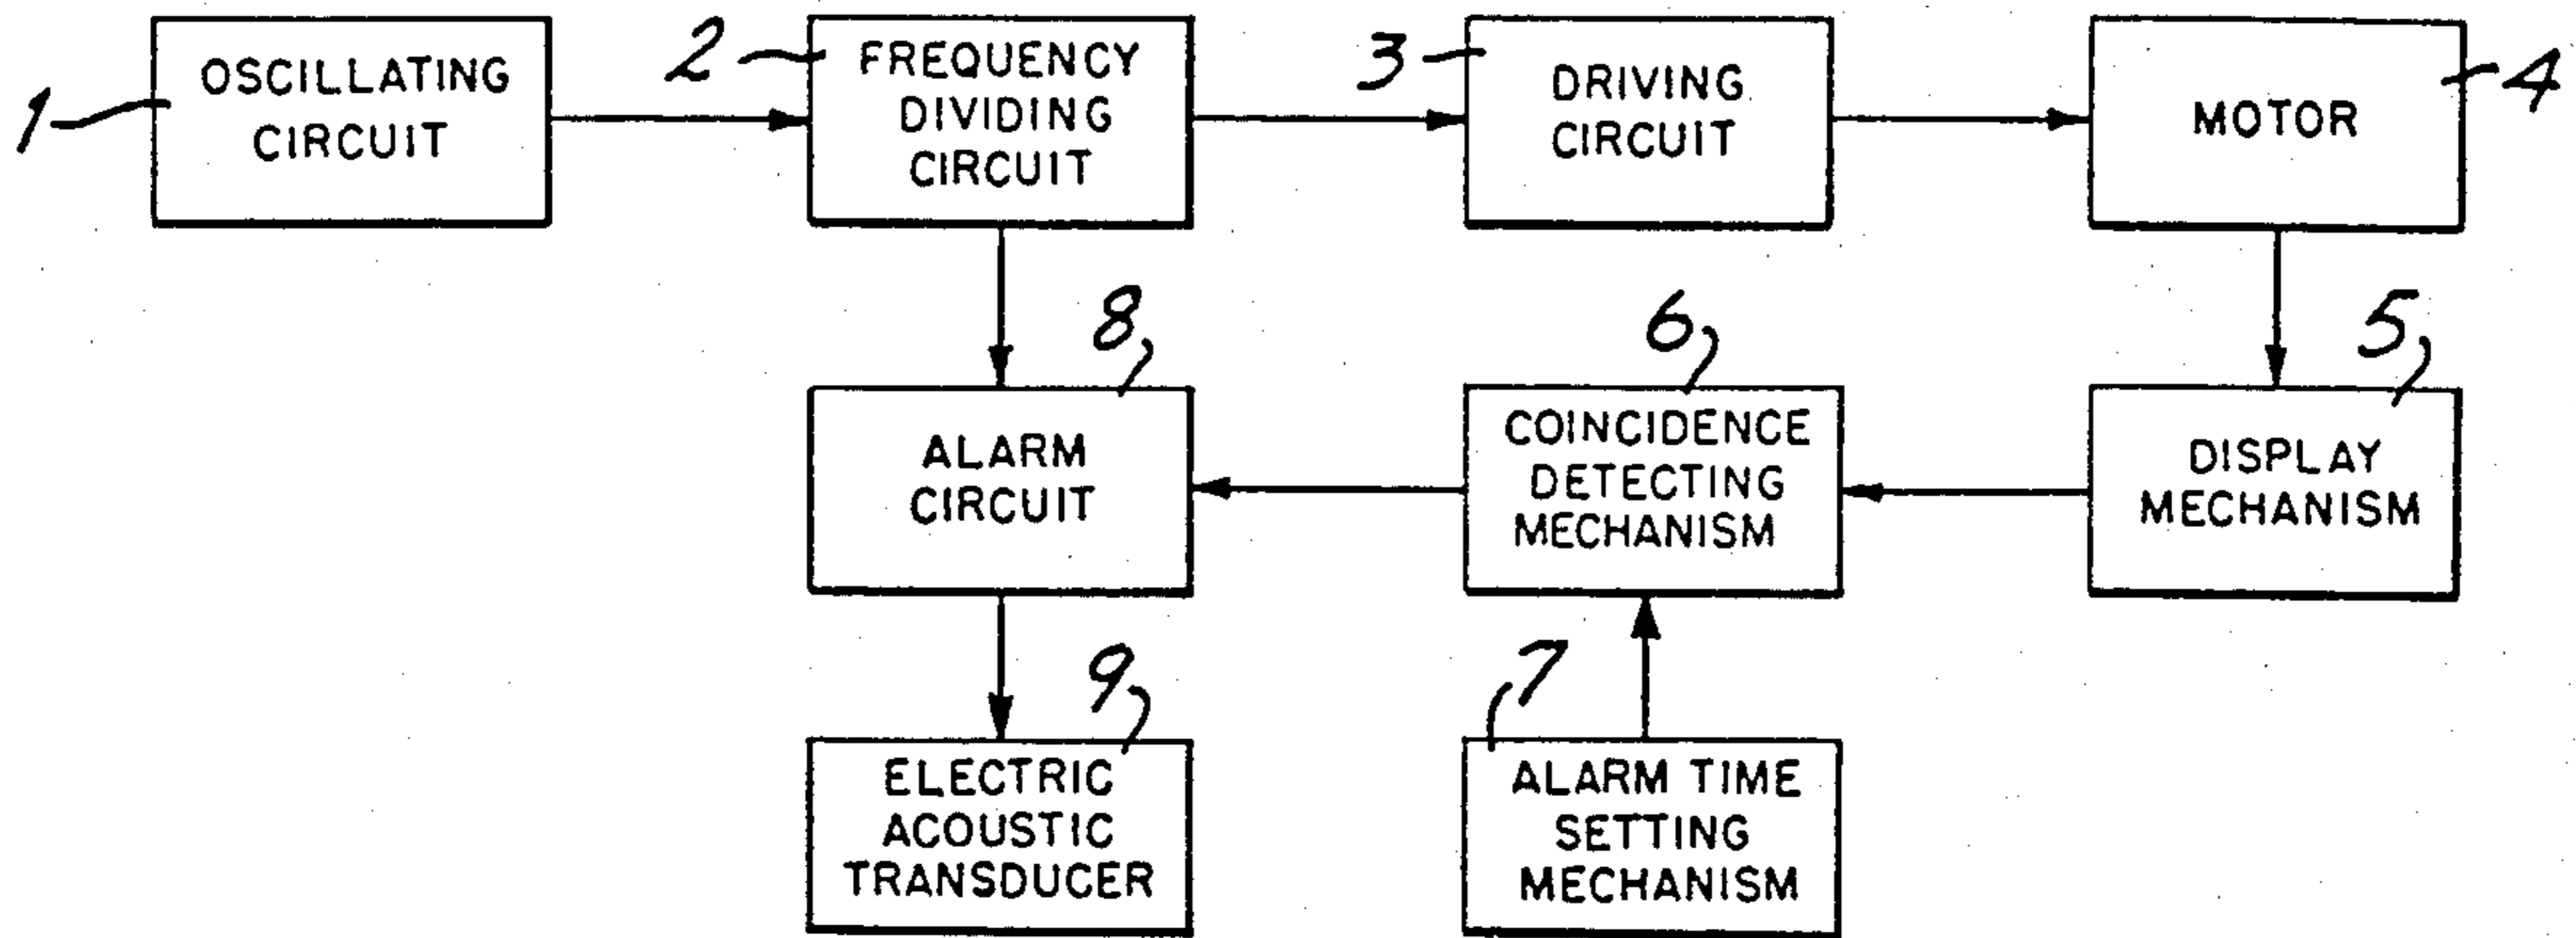 1
OSCILLATING
CIRCUIT
2
FREQUENCY
DIVIDING
CIRCUIT
3
DRIVING
CIRCUIT
MOTOR
4
8
ALARM
CIRCUIT
6
COINCIDENCE
DETECTING
MECHANISM
5
DISPLAY
MECHANISM
9
ELECTRIC
ACOUSTIC
TRANSDUCER
7
ALARM TIME
SETTING
MECHANISM